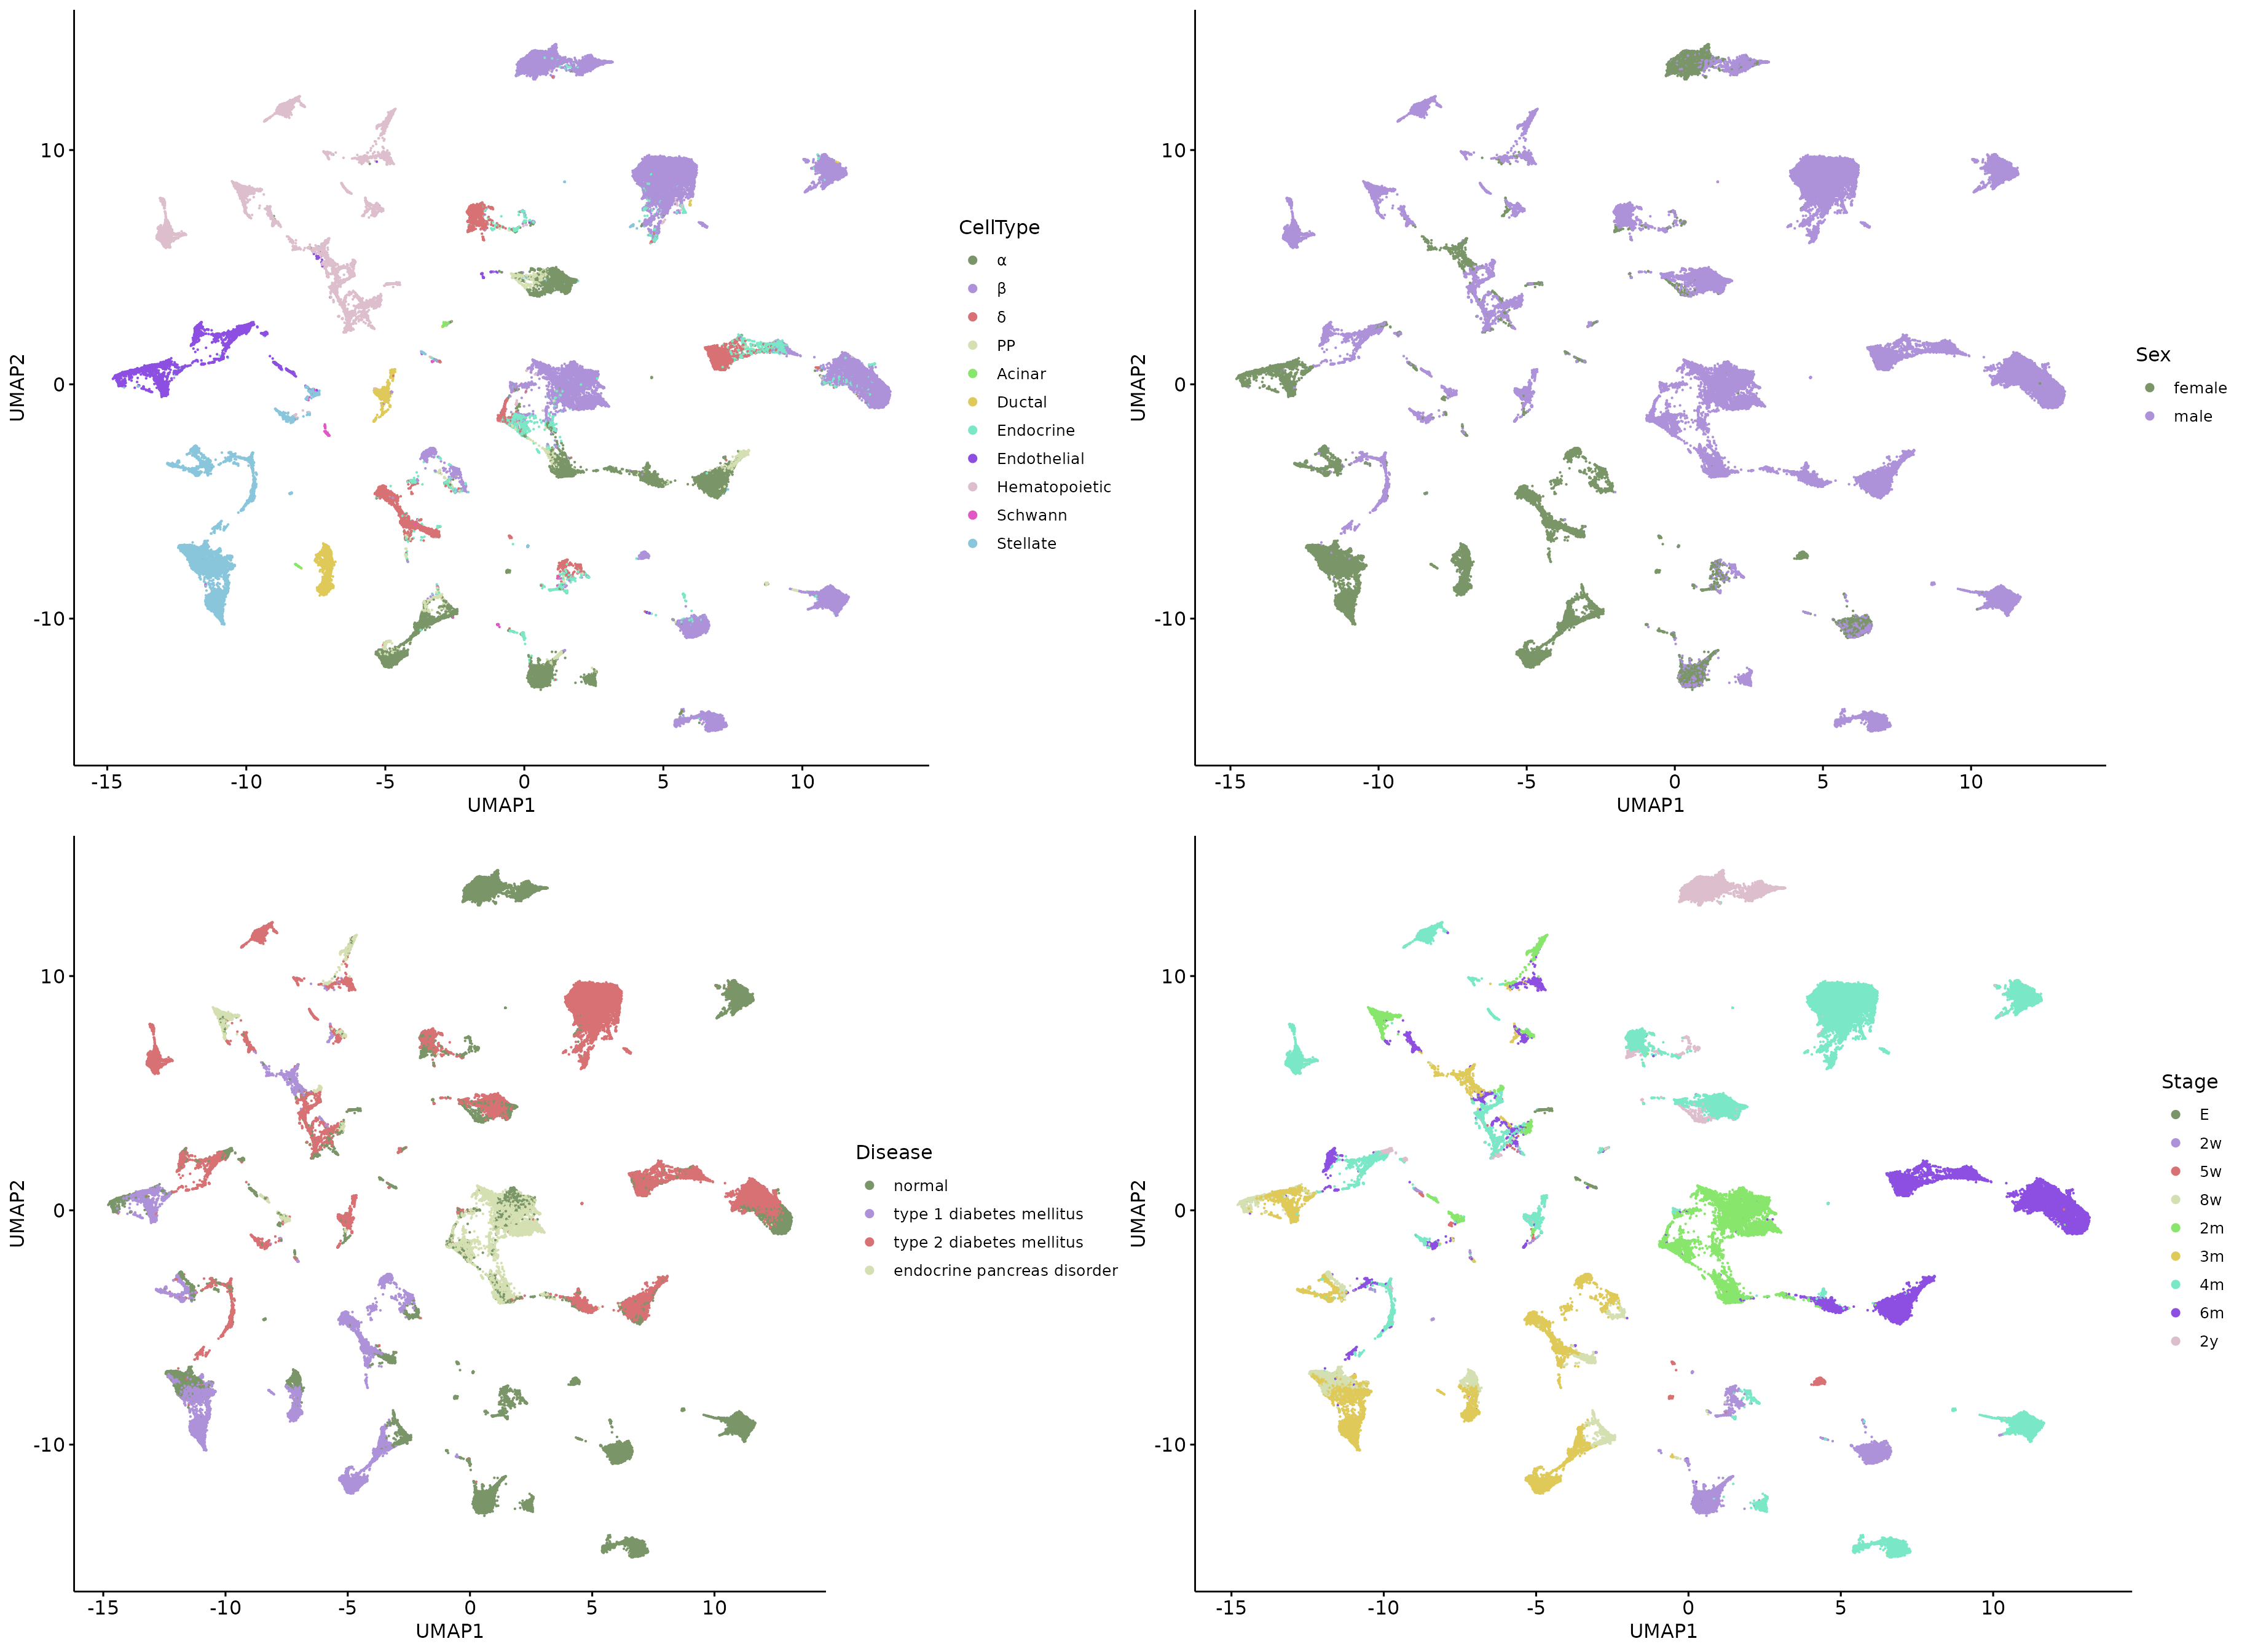 UMAP2
10
0
-10
-15
-10
-5
0
5
10
UMAP1
CellType
α
β
δ
PP
Acinar
Ductal
Endocrine
Endothelial
Hematopoietic
Schwann
Stellate
UMAP2
10
0
-10
-15
-10
-5
0
5
10
UMAP1
Sex
female
male
UMAP2
10
0
-10
-15
-10
-5
0
5
10
UMAP1
Disease
normal
type 1 diabetes mellitus
type 2 diabetes mellitus
endocrine pancreas disorder
UMAP2
10
0
-10
-15
-10
-5
0
5
10
UMAP1
Stage
E
2w
5w
8w
2m
3m
4m
6m
2y